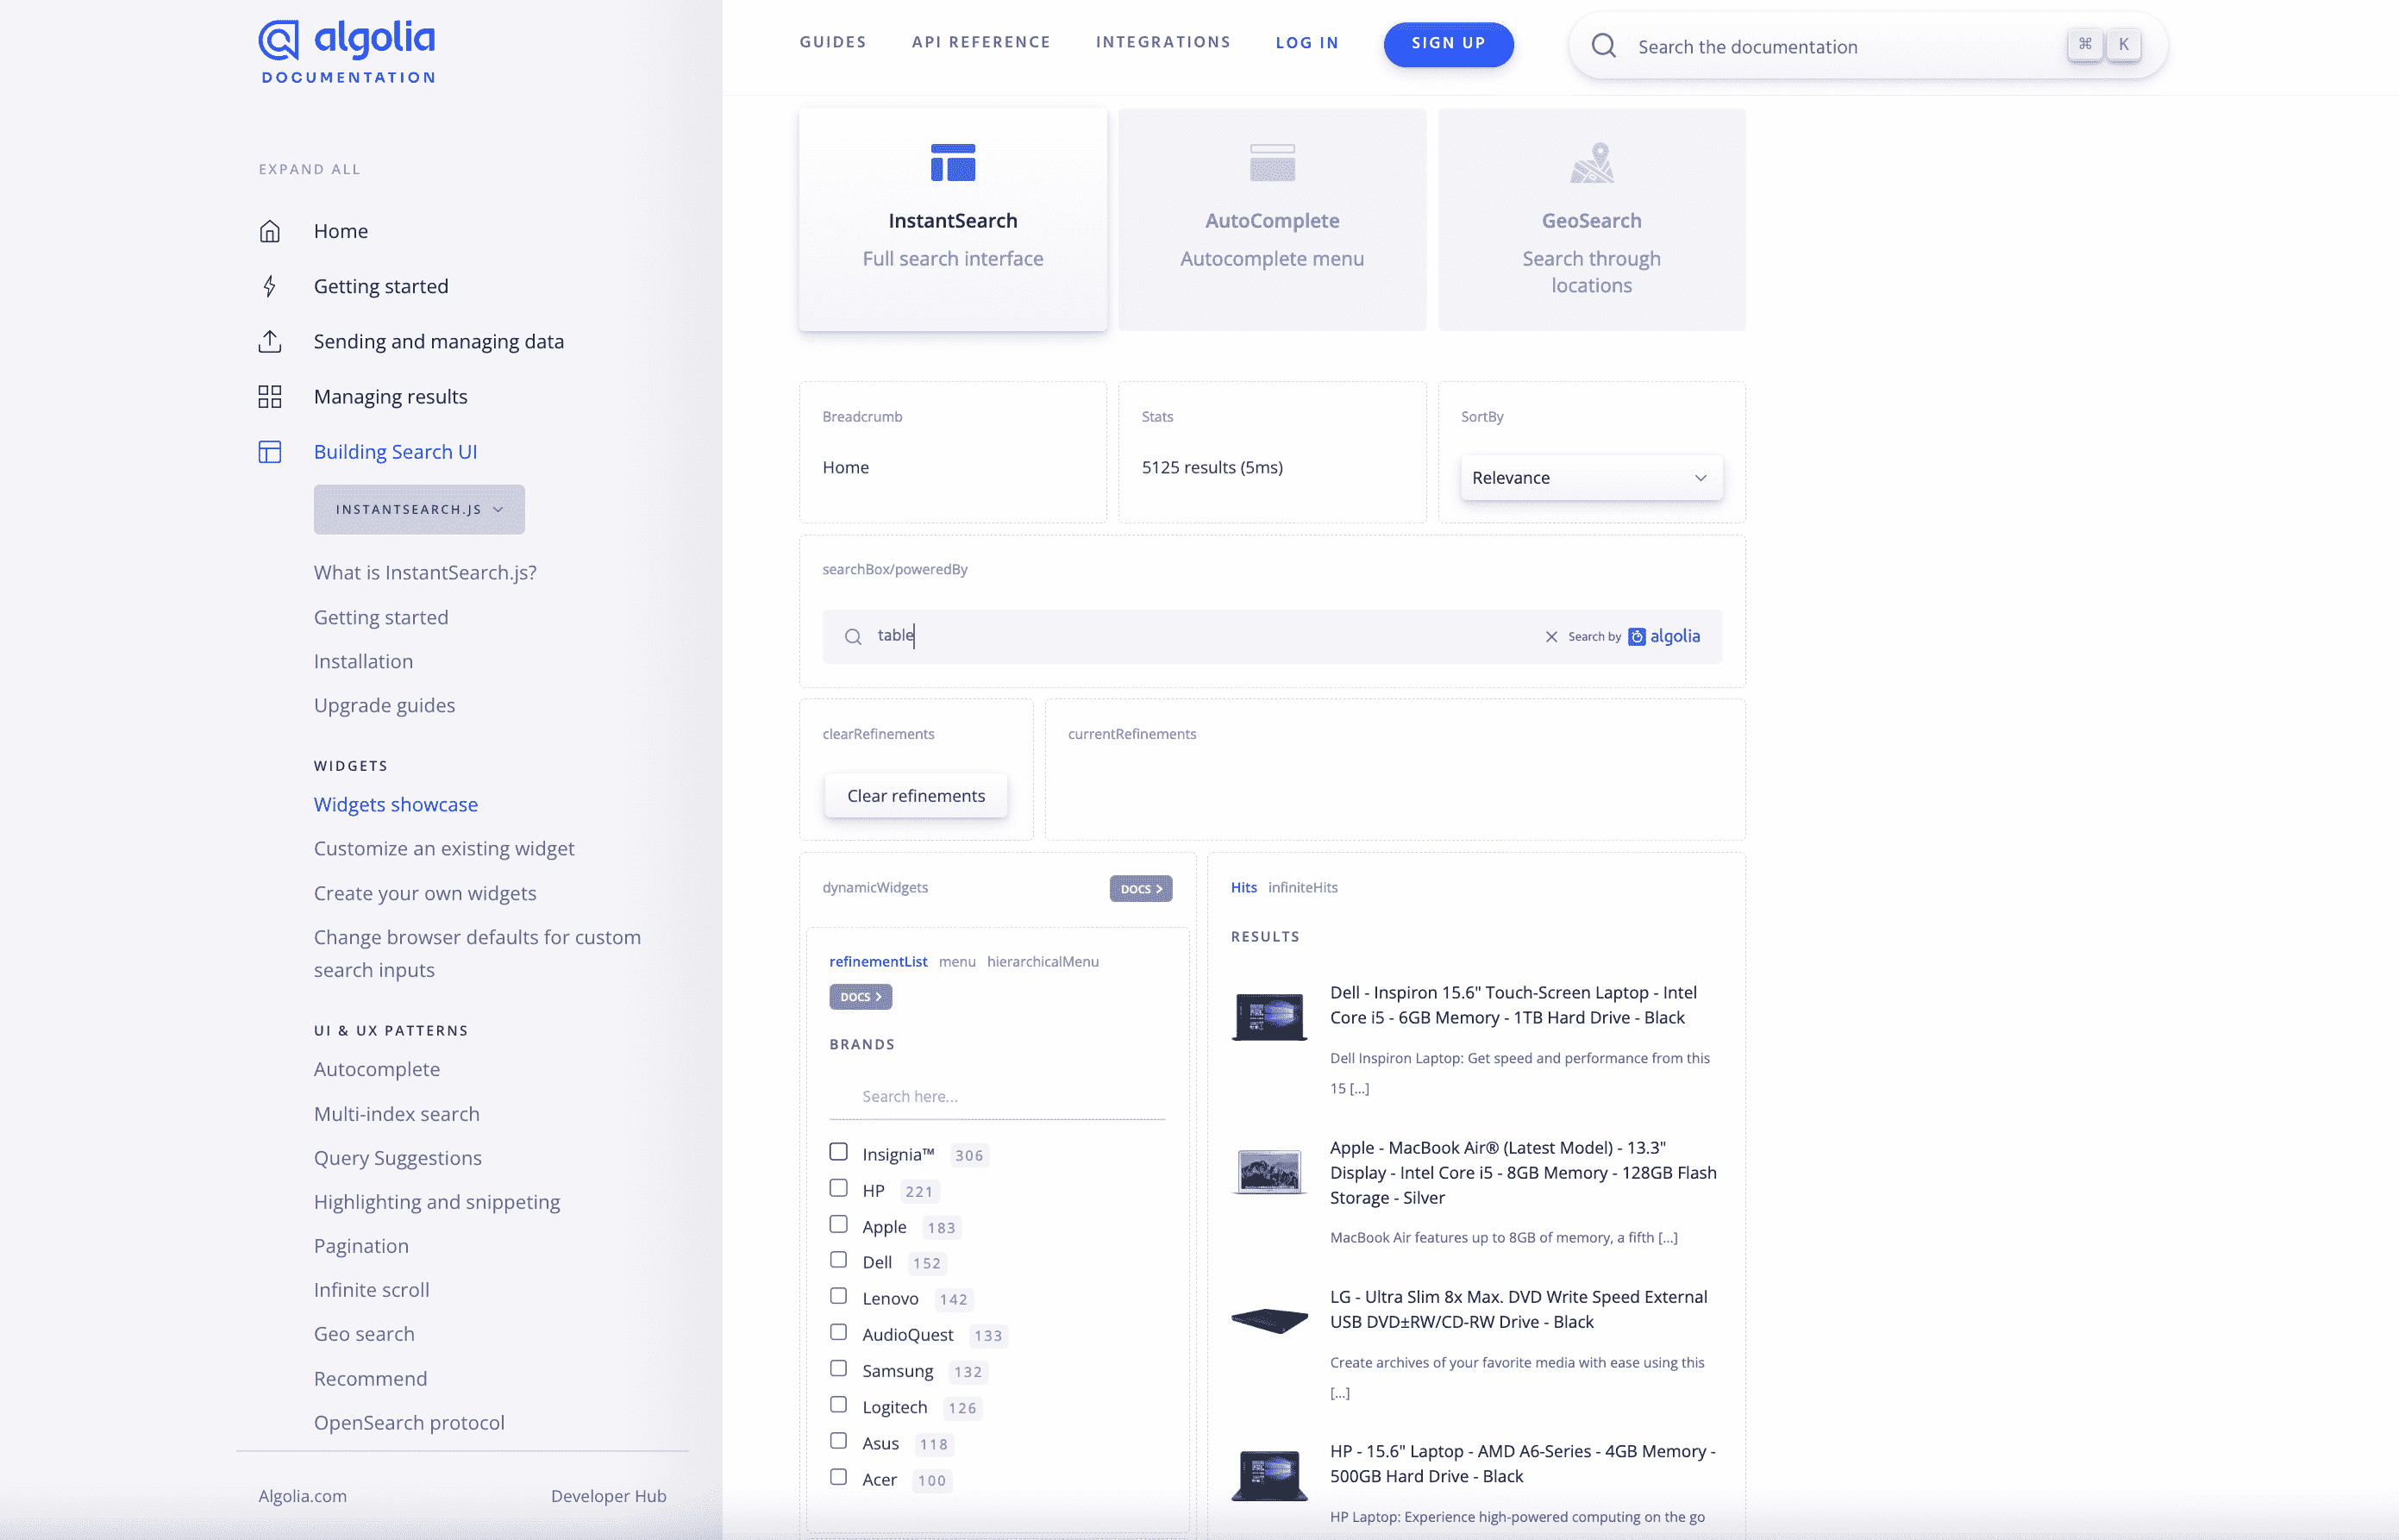 algolia
DOCUMENTATION
EXPAND ALL
Home
Getting started
Sending and managing data
Managing results
Building Search UI
INSTANTSEARCH.JS
What is InstantSearch.js?
Getting started
Installation
Upgrade guides
WIDGETS
Widgets showcase
Customize an existing widget
Create your own widgets
Change browser defaults for custom
search inputs
UI & UX PATTERNS
Autocomplete
Multi-index search
Query Suggestions
Highlighting and snippeting
Pagination
Infinite scroll
Geo search
Recommend
OpenSearch protocol
Algolia.com Developer Hub
GUIDES API REFERENCE INTEGRATIONS LOG IN SIGN UP Search the documentation ⌘ K
InstantSearch
Full search interface
AutoComplete
Autocomplete menu
GeoSearch
Search through
locations
Breadcrumb
Home
Stats
5125 results (5ms)
SortBy
Relevance
searchBox/poweredBy
table Search by algolia
clearRefinements
Clear refinements
currentRefinements
dynamicWidgets DOCS >
refinementList menu hierarchicalMenu
DOCS >
BRANDS
Search here...
Insignia™ 306
HP 221
Apple 183
Dell 152
Lenovo 142
AudioQuest 133
Samsung 132
Logitech 126
Asus 118
Acer 100
Hits infiniteHits
RESULTS
Dell - Inspiron 15.6" Touch-Screen Laptop - Intel
Core i5 - 6GB Memory - 1TB Hard Drive - Black
Dell Inspiron Laptop: Get speed and performance from this
15 [...]
Apple - MacBook Air® (Latest Model) - 13.3"
Display - Intel Core i5 - 8GB Memory - 128GB Flash
Storage - Silver
MacBook Air features up to 8GB of memory, a fifth [...]
LG - Ultra Slim 8x Max. DVD Write Speed External
USB DVD±RW/CD-RW Drive - Black
Create archives of your favorite media with ease using this
[...]
HP - 15.6" Laptop - AMD A6-Series - 4GB Memory -
500GB Hard Drive - Black
HP Laptop: Experience high-powered computing on the go